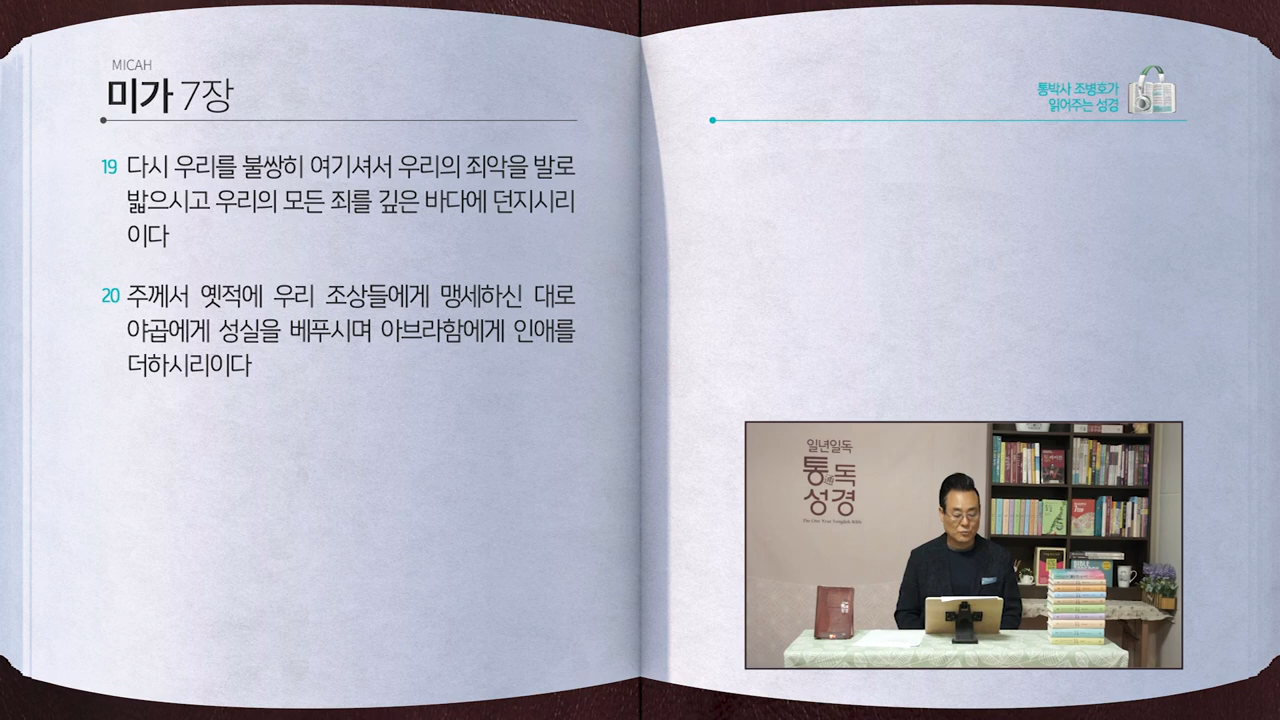 MICAH
미가 7장
19 다시 우리를 불쌍히 여기셔서 우리의 죄악을 발로
밟으시고 우리의 모든 죄를 깊은 바다에 던지시리
이다
20 주께서 옛적에 우리 조상들에게 맹세하신 대로
야곱에게 성실을 베푸시며 아브라함에게 인애를
더하시리이다
통박사 조병호가
읽어주는 성경
일년일독
통독
성경
The One Year Tongdok Bible